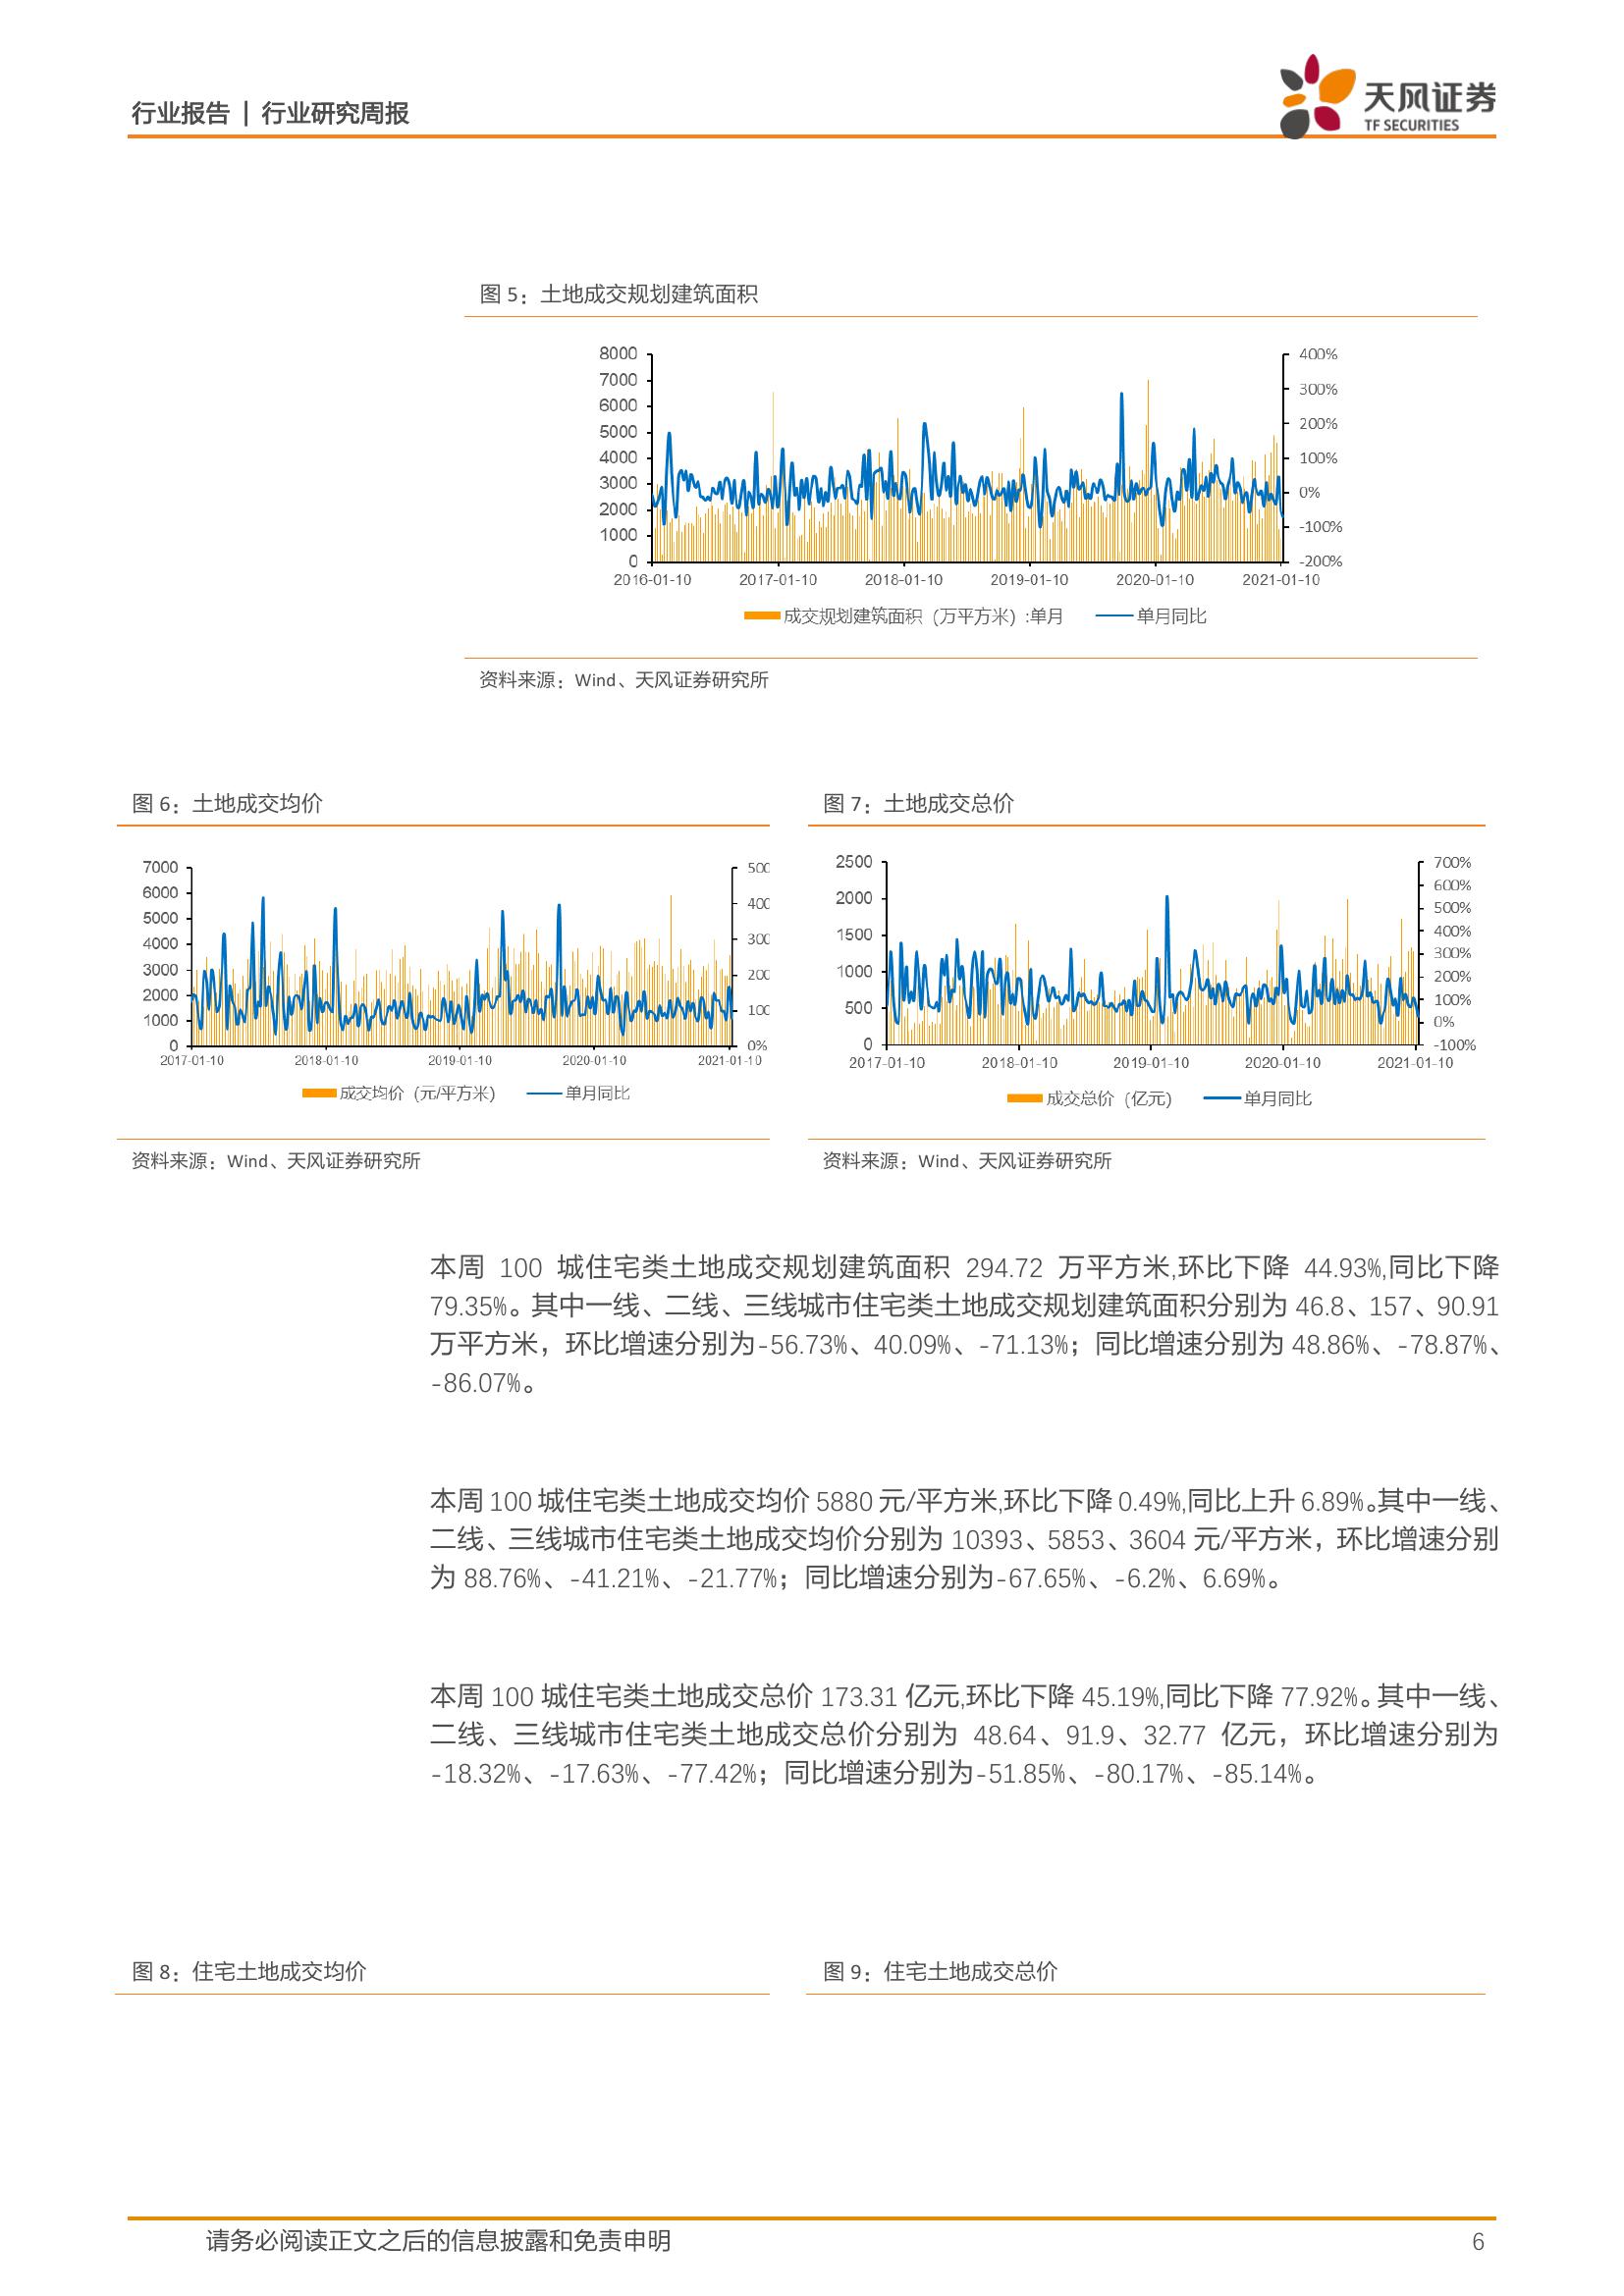 行业报告 | 行业研究周报
天风证券
TF SECURITIES
图 5：土地成交规划建筑面积
8000
7000
6000
5000
4000
3000
2000
1000
0
400%
300%
200%
100%
0%
-100%
-200%
2016-01-10 2017-01-10 2018-01-10 2019-01-10 2020-01-10 2021-01-10
成交规划建筑面积（万平方米）:单月 单月同比
资料来源：Wind、天风证券研究所
图 6：土地成交均价
7000
6000
5000
4000
3000
2000
1000
0
500
400
300
200
100
0%
2017-01-10 2018-01-10 2019-01-10 2020-01-10 2021-01-10
成交均价（元/平方米） 单月同比
资料来源：Wind、天风证券研究所
图 7：土地成交总价
2500
2000
1500
1000
500
0
700%
600%
500%
400%
300%
200%
100%
0%
-100%
2017-01-10 2018-01-10 2019-01-10 2020-01-10 2021-01-10
成交总价（亿元） 单月同比
资料来源：Wind、天风证券研究所
本周 100 城住宅类土地成交规划建筑面积 294.72 万平方米,环比下降 44.93%,同比下降
79.35%。其中一线、二线、三线城市住宅类土地成交规划建筑面积分别为 46.8、157、90.91
万平方米，环比增速分别为-56.73%、40.09%、-71.13%；同比增速分别为 48.86%、-78.87%、
-86.07%。
本周 100 城住宅类土地成交均价 5880 元/平方米,环比下降 0.49%,同比上升 6.89%。其中一线、
二线、三线城市住宅类土地成交均价分别为 10393、5853、3604 元/平方米，环比增速分别
为 88.76%、-41.21%、-21.77%；同比增速分别为-67.65%、-6.2%、6.69%。
本周 100 城住宅类土地成交总价 173.31 亿元,环比下降 45.19%,同比下降 77.92%。其中一线、
二线、三线城市住宅类土地成交总价分别为 48.64、91.9、32.77 亿元，环比增速分别为
-18.32%、-17.63%、-77.42%；同比增速分别为-51.85%、-80.17%、-85.14%。
图 8：住宅土地成交均价
图 9：住宅土地成交总价
请务必阅读正文之后的信息披露和免责申明 6